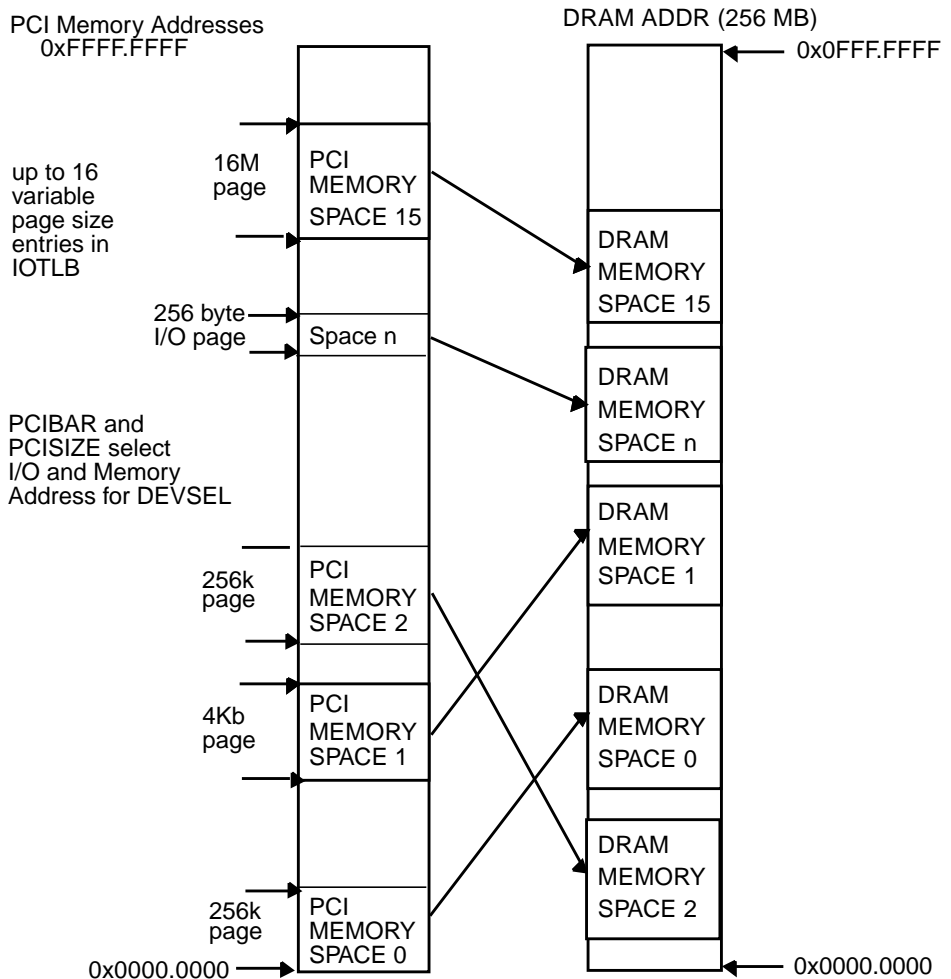 PCI Memory Addresses
0xFFFF.FFFF
DRAM ADDR (256 MB)
0x0FFF.FFFF
up to 16
variable
page size
entries in
IOTLB
16M
page
PCI
MEMORY
SPACE 15
DRAM
MEMORY
SPACE 15
256 byte
I/O page
Space n
DRAM
MEMORY
SPACE n
PCIBAR and
PCISIZE select
I/O and Memory
Address for DEVSEL
DRAM
MEMORY
SPACE 1
256k
page
PCI
MEMORY
SPACE 2
4Kb
page
PCI
MEMORY
SPACE 1
DRAM
MEMORY
SPACE 0
DRAM
MEMORY
SPACE 2
256k
page
PCI
MEMORY
SPACE 0
0x0000.0000
0x0000.0000